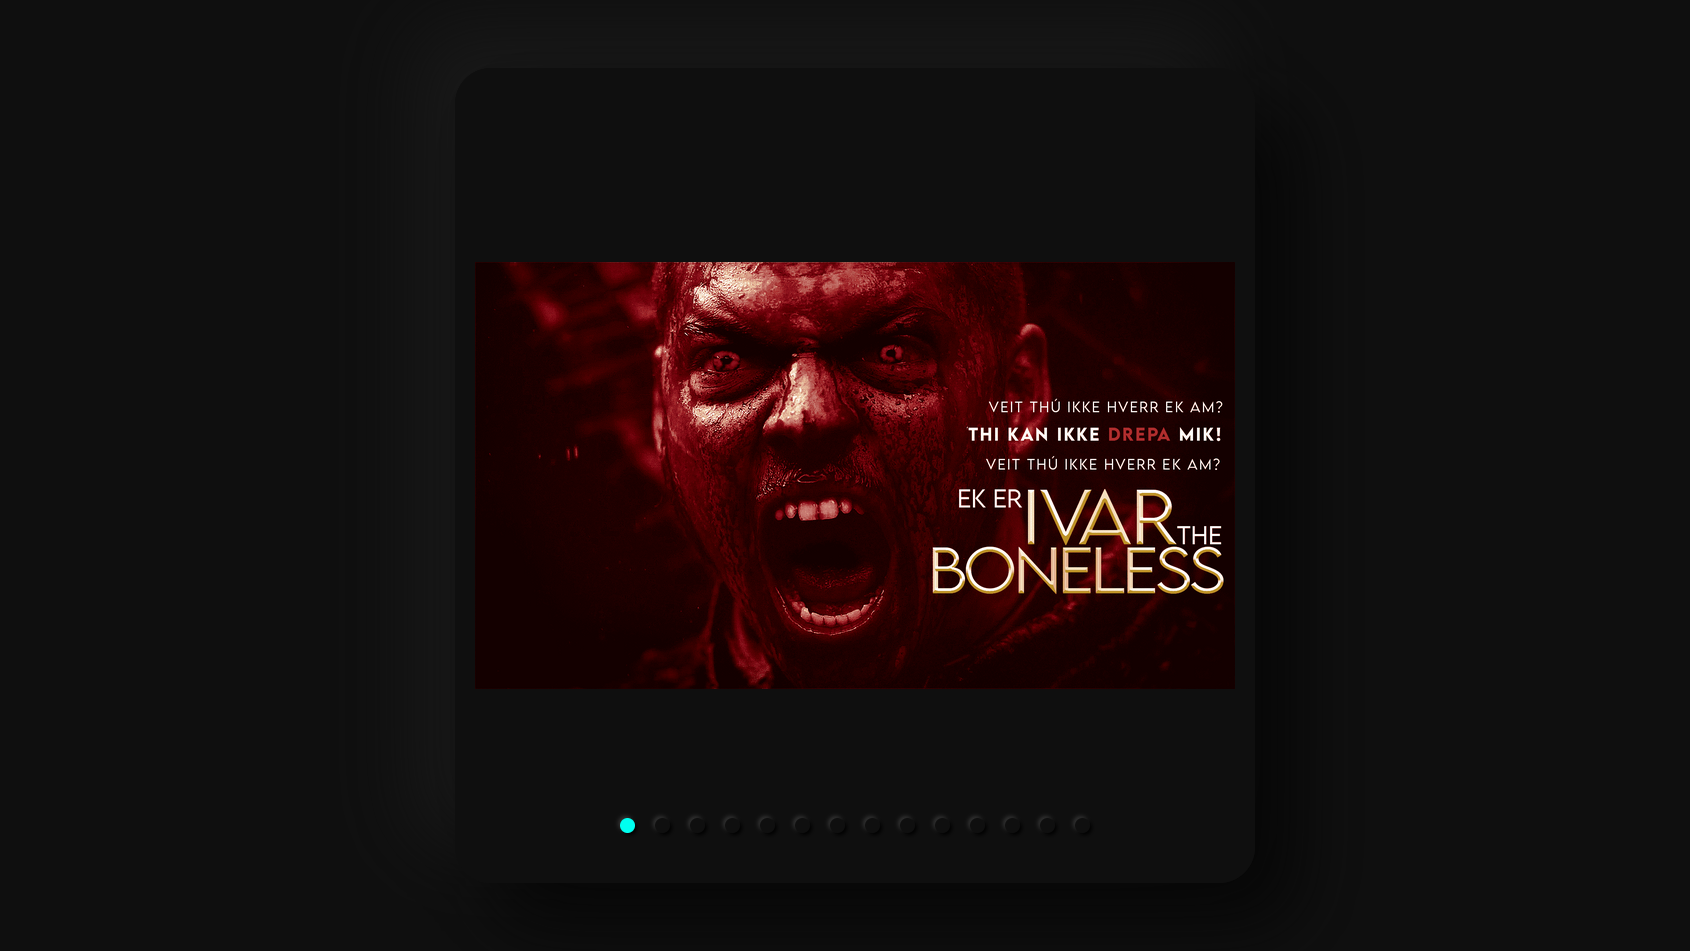 VEIT THÚ IKKE HVERR EK AM?
THI KAN IKKE DREPA MIK!
VEIT THÚ IKKE HVERR EK AM?
EK ER IVAR THE
BONELESS